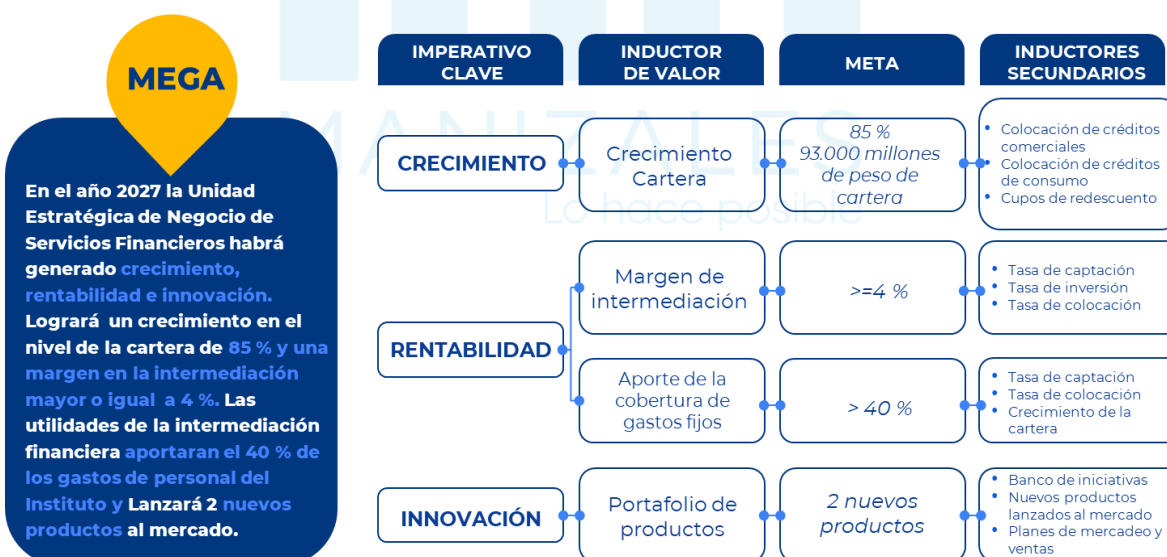 MEGA
En el año 2027 la Unidad
Estratégica de Negocio de
Servicios Financieros habrá
generado crecimiento,
rentabilidad e innovación.
Logrará un crecimiento en el
nivel de la cartera de 85 % y una
margen en la intermediación
mayor o igual a 4 %. Las
utilidades de la intermediación
financiera aportaran el 40 % de
los gastos de personal del
Instituto y Lanzará 2 nuevos
productos al mercado.
MANIZALES
Lo hace posible
IMPERATIVO
CLAVE
INDUCTOR
DE VALOR
META
INDUCTORES
SECUNDARIOS
CRECIMIENTO
Crecimiento
Cartera
85 %
93.000 millones
de peso de
cartera
• Colocación de créditos
comerciales
• Colocación de créditos
de consumo
• Cupos de redescuento
RENTABILIDAD
Margen de
intermediación
>=4 %
• Tasa de captación
• Tasa de inversión
• Tasa de colocación
Aporte de la
cobertura de
gastos fijos
> 40 %
• Tasa de captación
• Tasa de colocación
• Crecimiento de la
cartera
INNOVACIÓN
Portafolio de
productos
2 nuevos
productos
• Banco de iniciativas
• Nuevos productos
lanzados al mercado
• Planes de mercadeo y
ventas